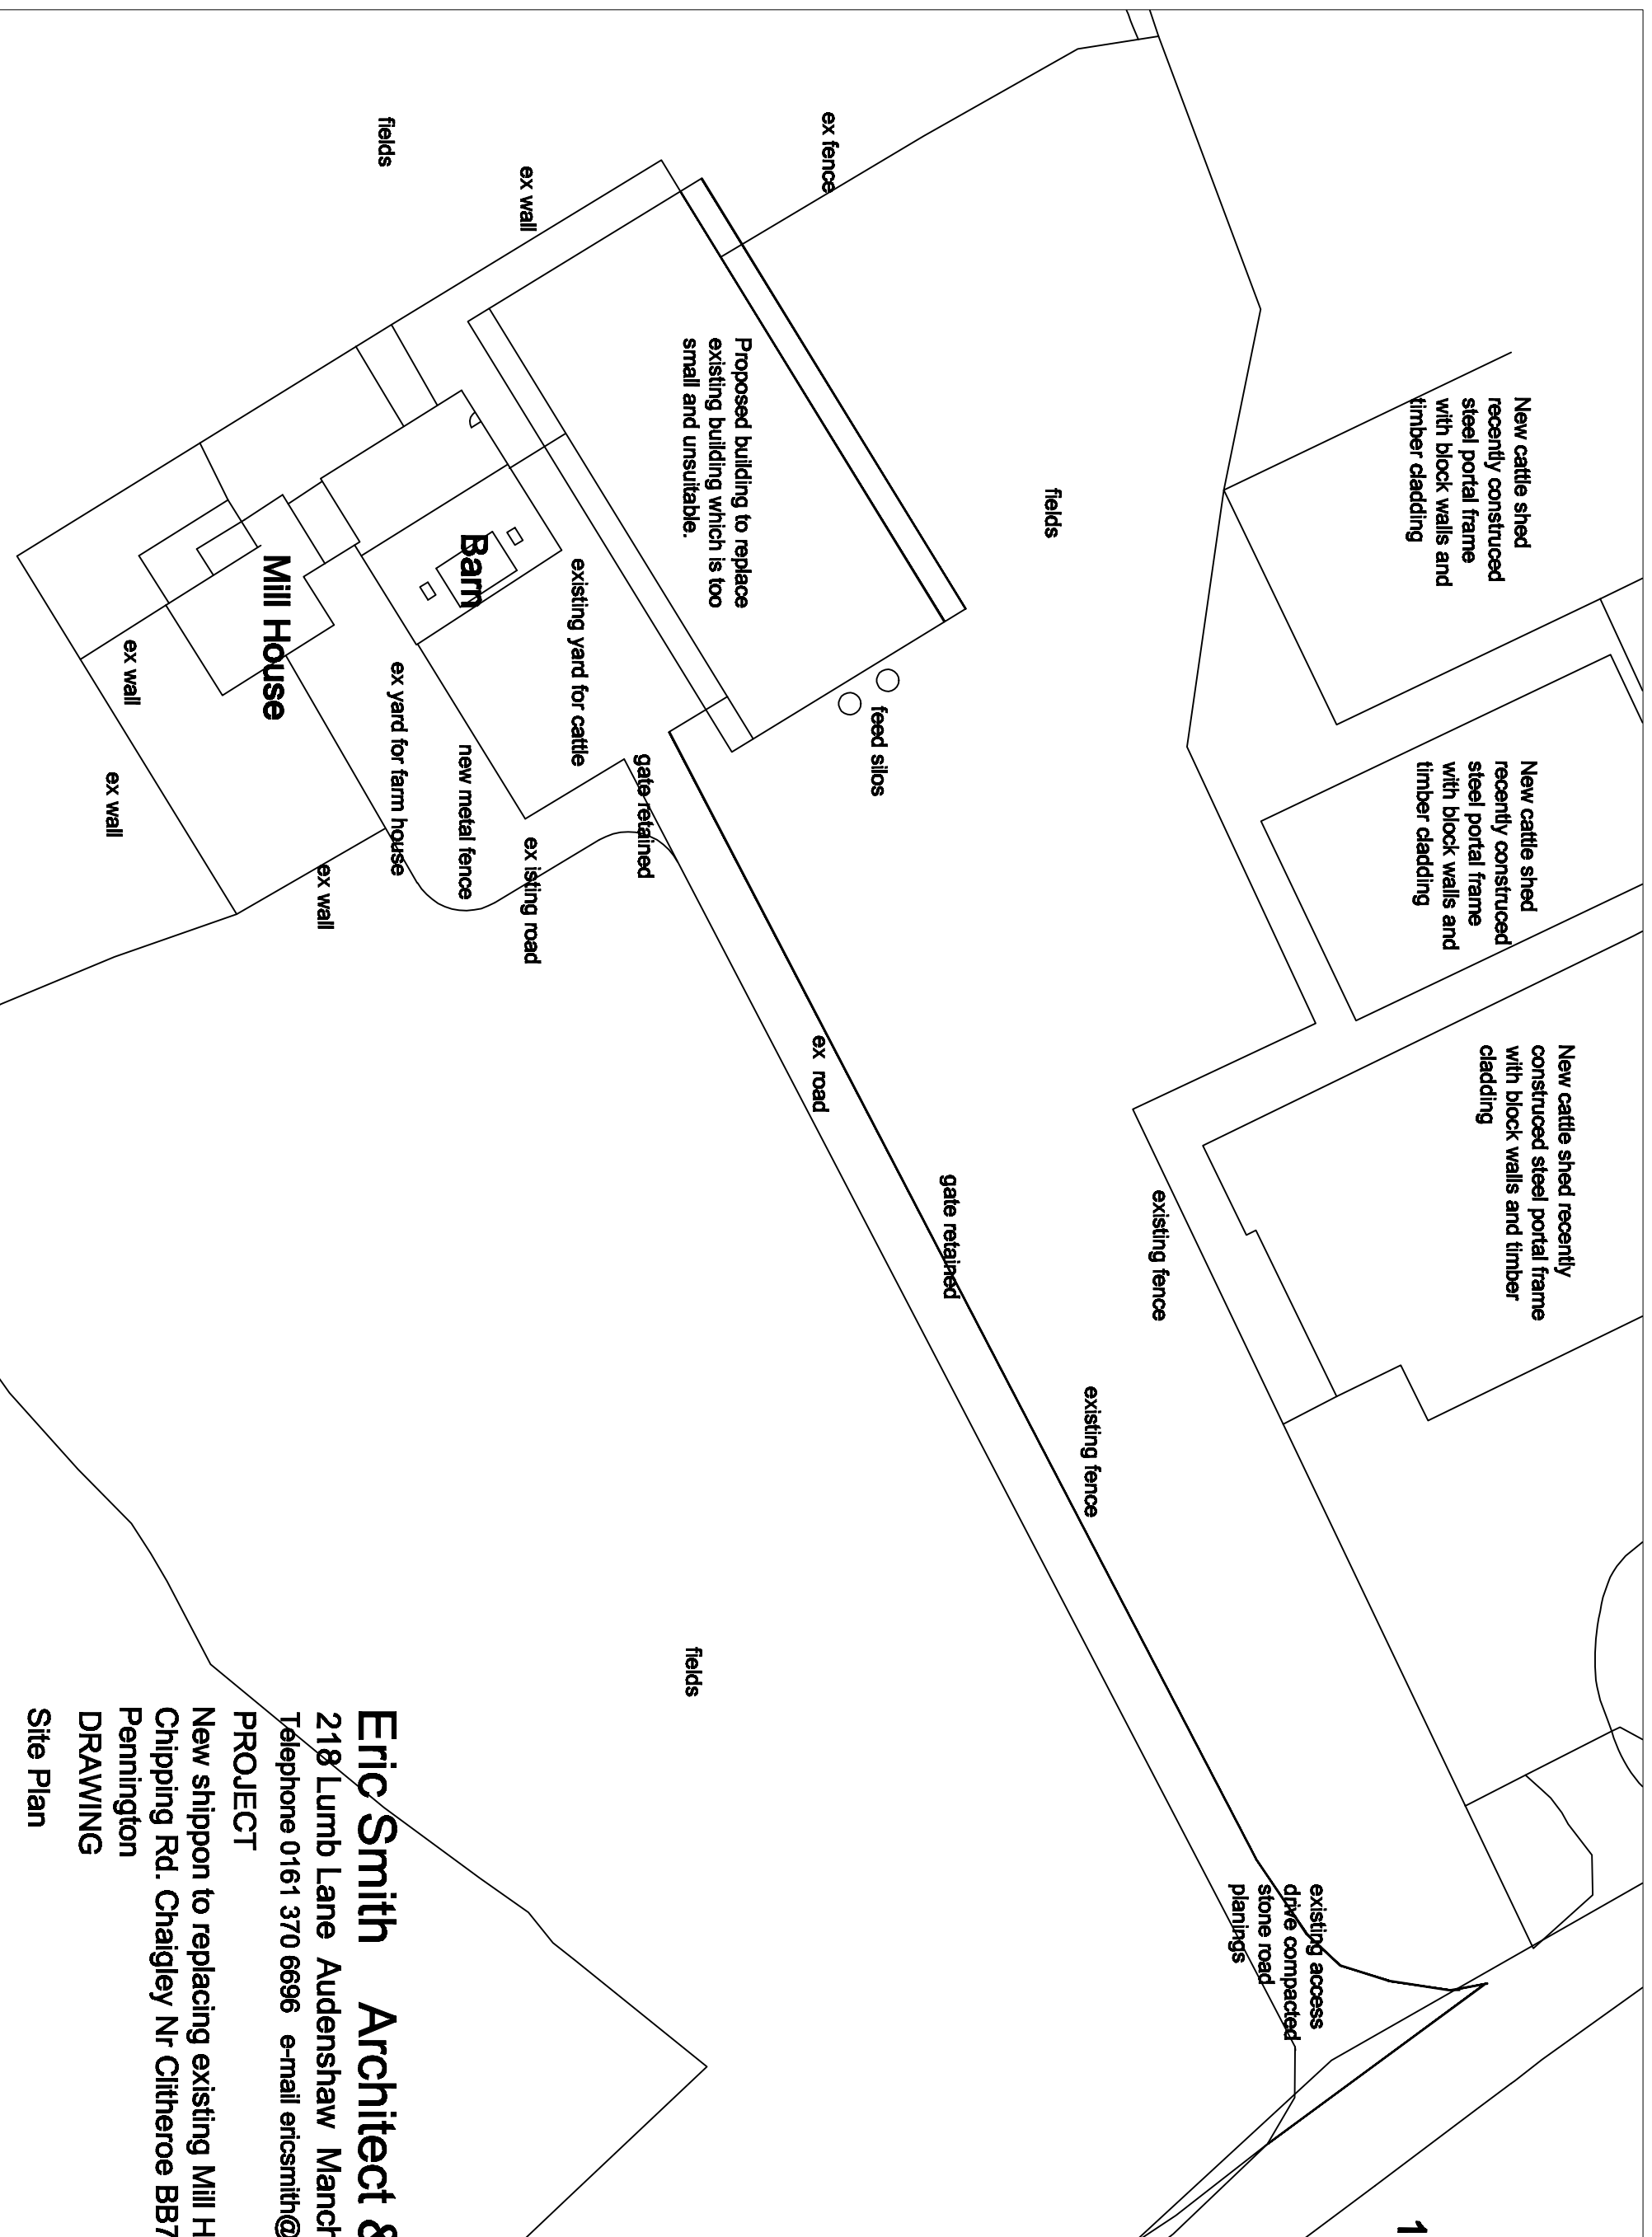 New cattle shed
recently construced
steel portal frame
with block walls and
timber cladding
New cattle shed
recently construced
steel portal frame
with block walls and
timber cladding
New cattle shed recently
construced steel portal frame
with block walls and timber
cladding
existing fence
existing fence
fields
ex fence
gate retained
feed silos
ex road
Proposed building to replace
existing building which is too
small and unsuitable.
existing access
drive compacted
stone road
planings
fields
gate retained
existing yard for cattle
ex wall
ex isting road
Barn
new metal fence
ex yard for farm house
fields
ex wall
Mill House
ex wall
ex wall
Eric Smith Architect &
218 Lumb Lane Audenshaw Manch
Telephone 0161 370 6696 e-mail ericsmith@
PROJECT
New shippon to replacing existing Mill H
Chipping Rd. Chaigley Nr Clitheroe BB7
Pennington
DRAWING
Site Plan
1